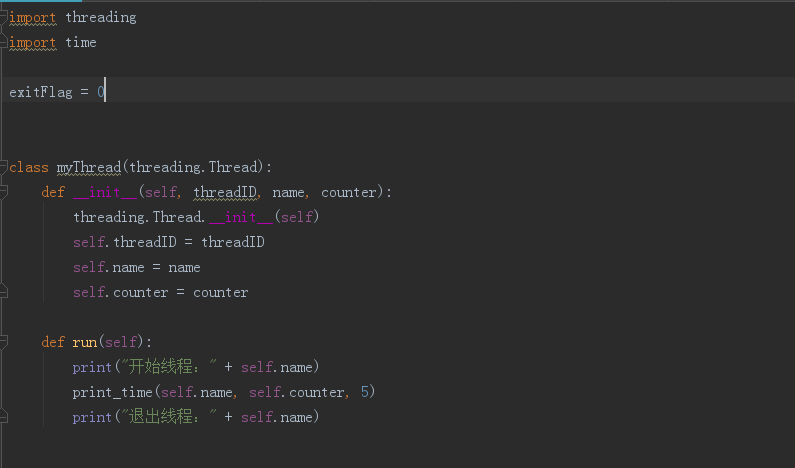 import threading
import time
exitFlag = 0
class myThread(threading.Thread):
    def __init__(self, threadID, name, counter):
        threading.Thread.__init__(self)
        self.threadID = threadID
        self.name = name
        self.counter = counter
    def run(self):
        print("开始线程：" + self.name)
        print_time(self.name, self.counter, 5)
        print("退出线程：" + self.name)